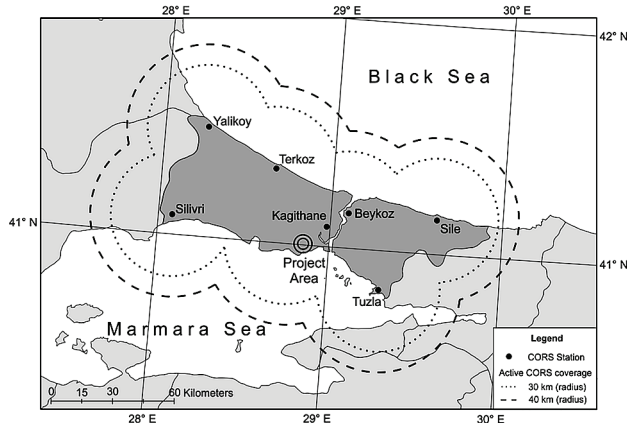 28° E
29° E
30° E
42° N
Black Sea
Yalikoy
Terkoz
Silivri
Kagithane
Beykoz
Sile
41° N
41° N
Project
Area
Tuzla
Marmara Sea
Legend
CORS Station
Active CORS coverage
30 km (radius)
40 km (radius)
0 15 30 60 Kilometers
28° E
29° E
30° E